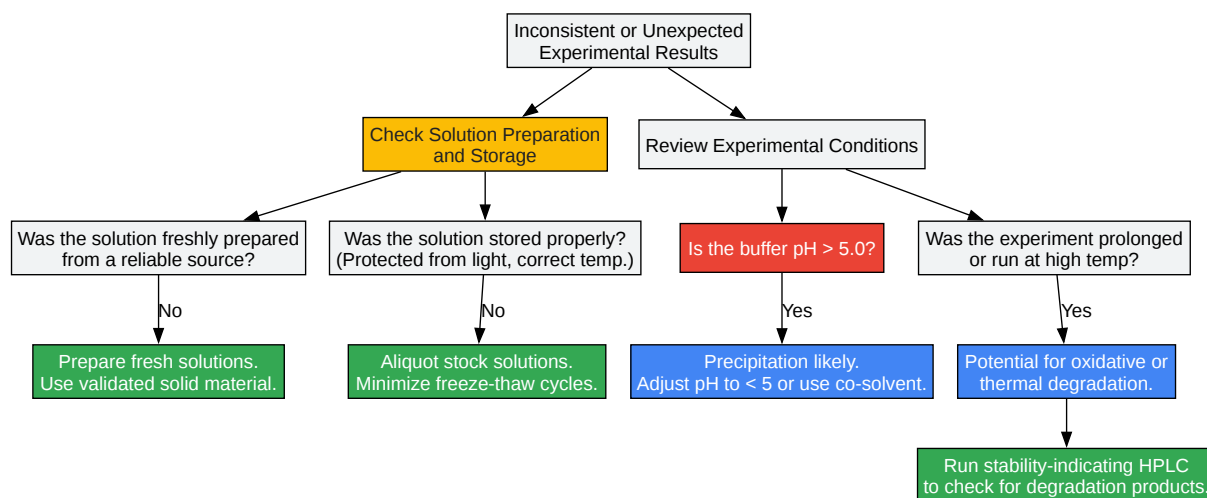 Inconsistent or Unexpected
Experimental Results
Check Solution Preparation
and Storage
Review Experimental Conditions
Was the solution freshly prepared
from a reliable source?
Was the solution stored properly?
(Protected from light, correct temp.)
Is the buffer pH > 5.0?
Was the experiment prolonged
or run at high temp?
No
No
Yes
Yes
Prepare fresh solutions.
Use validated solid material.
Aliquot stock solutions.
Minimize freeze-thaw cycles.
Precipitation likely.
Adjust pH to < 5 or use co-solvent.
Potential for oxidative or
thermal degradation.
Run stability-indicating HPLC
to check for degradation products.